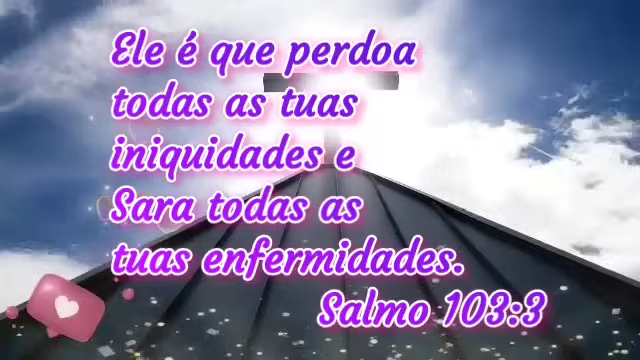 Ele é que perdoa
todas as tuas
iniquidades e
Sara todas as
tuas enfermidades.
Salmo 103:3